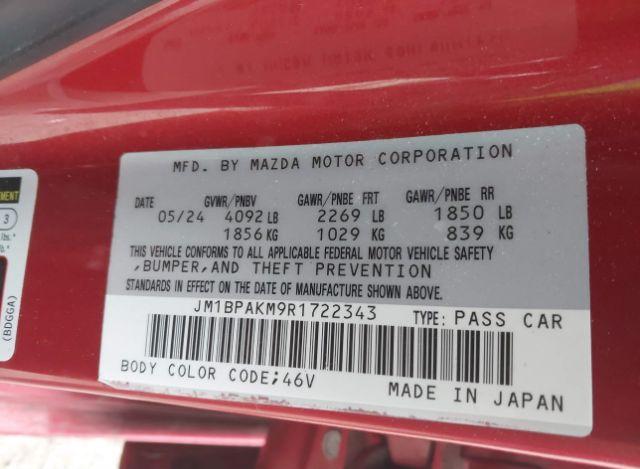 MFD. BY MAZDA MOTOR CORPORATION
DATE GVWR/PNBV GAWR/PNBE FRT GAWR/PNBE RR
05/24 4092 LB 2269 LB 1850 LB
1856 KG 1029 KG 839 KG
THIS VEHICLE CONFORMS TO ALL APPLICABLE FEDERAL MOTOR VEHICLE SAFETY
,BUMPER,AND THEFT PREVENTION
STANDARDS IN EFFECT ON THE DATE OF MANUFACTURE SHOWN ABOVE.
JM1BPAKM9R1722343 TYPE: PASS CAR
BODY COLOR CODE;46V
MADE IN JAPAN
3
lbs.*
(BDGGA)